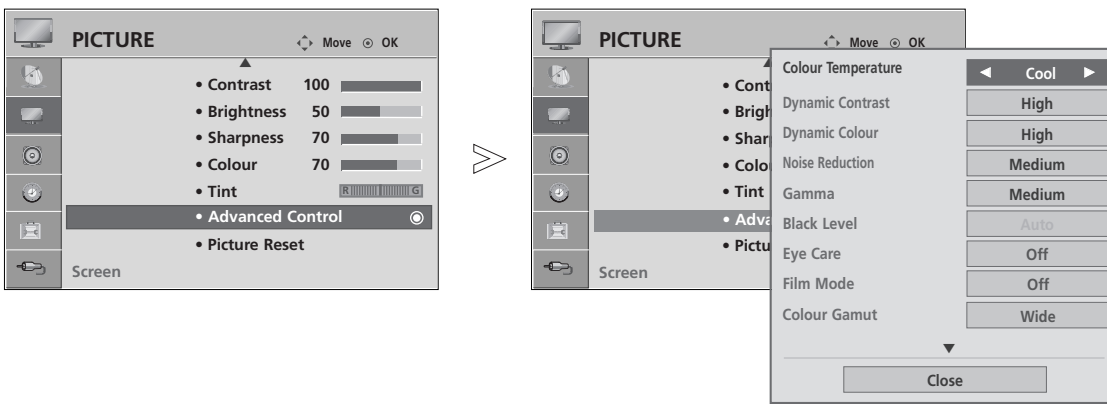 PICTURE Move OK
• Contrast 100
• Brightness 50
• Sharpness 70
• Colour 70
• Tint R G
• Advanced Control
• Picture Reset
Screen
PICTURE Move OK
• Cont
• Brigh
• Shar
• Colo
• Tint
• Adva
• Pictu
Screen
Colour Temperature ◀ Cool ▶
Dynamic Contrast High
Dynamic Colour High
Noise Reduction Medium
Gamma Medium
Black Level Auto
Eye Care Off
Film Mode Off
Colour Gamut Wide
Close